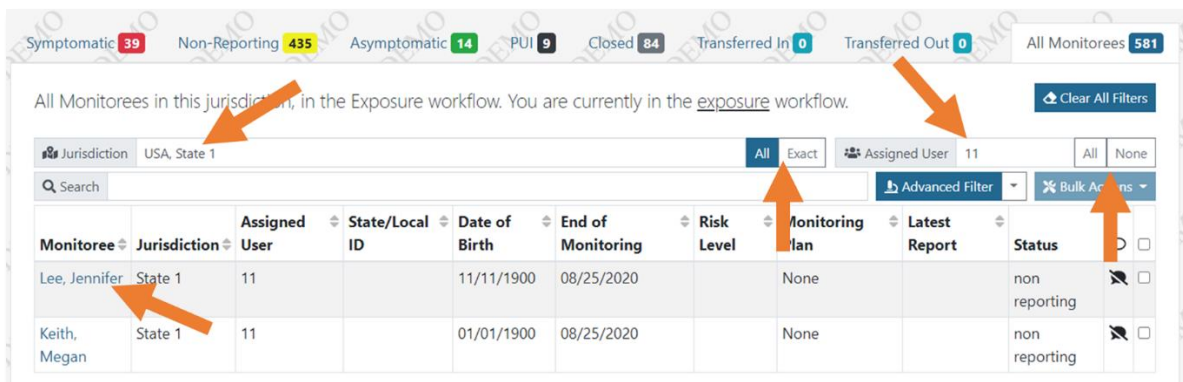 Symptomatic 39 Non-Reporting 435 Asymptomatic 14 PUI 9 Closed 84 Transferred In 0 Transferred Out 0 All Monitorees 581
All Monitorees in this jurisdiction, in the Exposure workflow. You are currently in the exposure workflow. Clear All Filters
Jurisdiction USA, State 1 All Exact Assigned User 11 All None
Search Advanced Filter Bulk Actions
Monitoree Jurisdiction Assigned User State/Local ID Date of Birth End of Monitoring Risk Level Monitoring Plan Latest Report Status
Lee, Jennifer State 1 11 11/11/1900 08/25/2020 None non reporting
Keith, Megan State 1 11 01/01/1900 08/25/2020 None non reporting